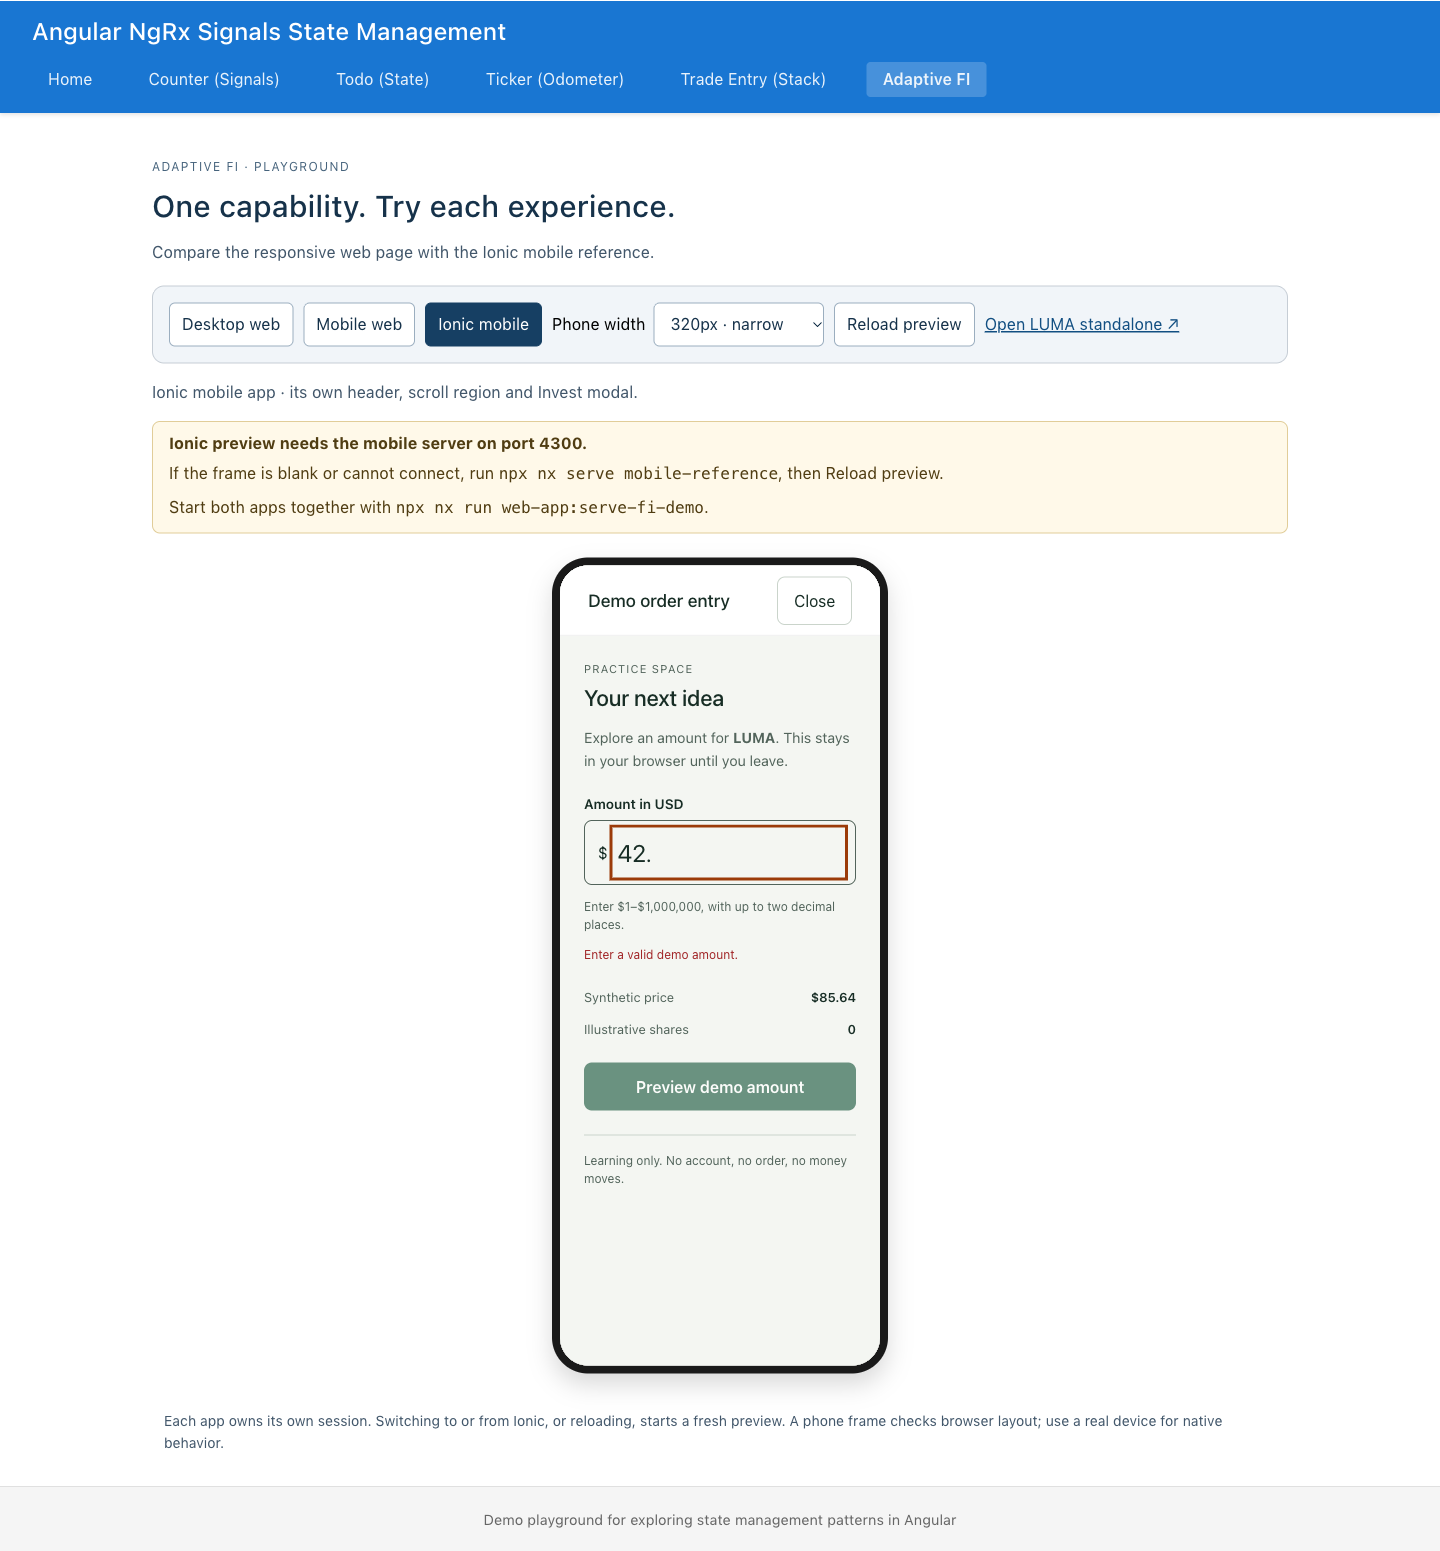 Angular NgRx Signals State Management
Home Counter (Signals) Todo (State) Ticker (Odometer) Trade Entry (Stack) Adaptive FI
ADAPTIVE FI · PLAYGROUND
One capability. Try each experience.
Compare the responsive web page with the Ionic mobile reference.
Desktop web Mobile web Ionic mobile Phone width 320px · narrow Reload preview Open LUMA standalone ↗
Ionic mobile app · its own header, scroll region and Invest modal.
Ionic preview needs the mobile server on port 4300.
If the frame is blank or cannot connect, run npx nx serve mobile-reference, then Reload preview.
Start both apps together with npx nx run web-app:serve-fi-demo.
Demo order entry Close
PRACTICE SPACE
Your next idea
Explore an amount for LUMA. This stays
in your browser until you leave.
Amount in USD
$ 42.
Enter $1–$1,000,000, with up to two decimal
places.
Enter a valid demo amount.
Synthetic price $85.64
Illustrative shares 0
Preview demo amount
Learning only. No account, no order, no money
moves.
Each app owns its own session. Switching to or from Ionic, or reloading, starts a fresh preview. A phone frame checks browser layout; use a real device for native
behavior.
Demo playground for exploring state management patterns in Angular